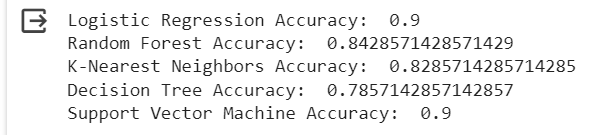 Logistic Regression Accuracy:  0.9
Random Forest Accuracy:  0.8428571428571429
K-Nearest Neighbors Accuracy:  0.8285714285714285
Decision Tree Accuracy:  0.7857142857142857
Support Vector Machine Accuracy:  0.9